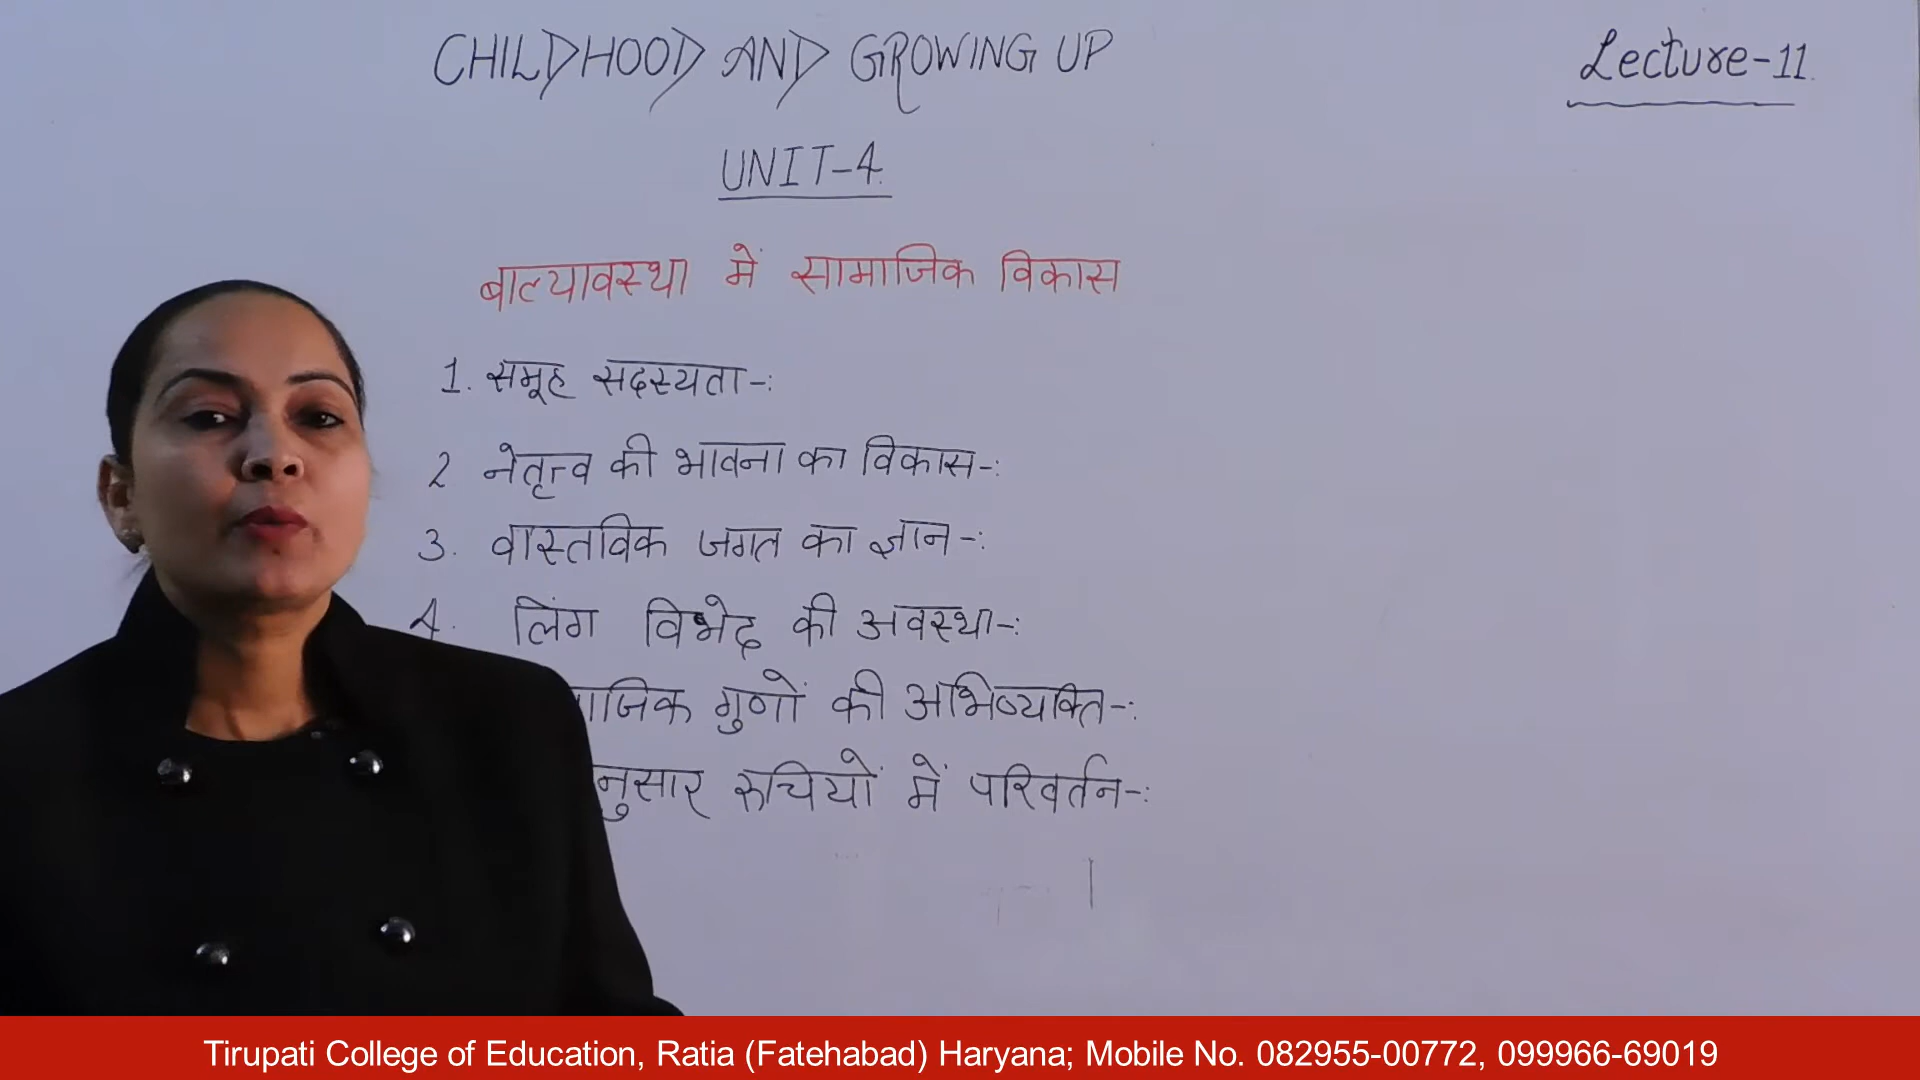 CHILDHOOD AND GROWING UP
Lecture-11.
UNIT-4.
बाल्यावस्था में सामाजिक विकास
1. समूह सदस्यता-:
2 नेतृत्त्व की भावना का विकास-:
3. वास्तविक जगत का ज्ञान-:
4. लिंग विभेद की अवस्था-:
गुणों की अभिव्यक्ति-:
रुचियों में परिवर्तन-:
Tirupati College of Education, Ratia (Fatehabad) Haryana; Mobile No. 082955-00772, 099966-69019